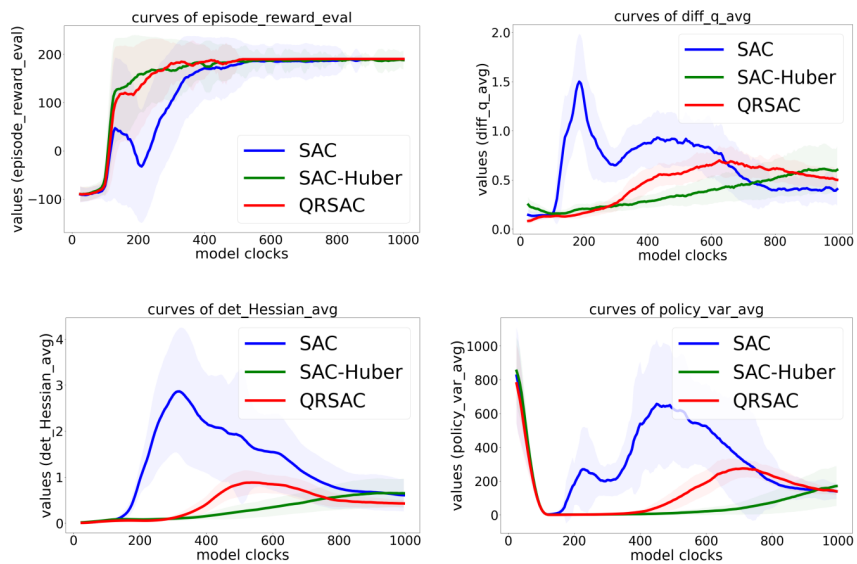 curves of episode_reward_eval
values (episode_reward_eval)
200
100
0
−100
SAC
SAC-Huber
QRSAC
0 200 400 600 800 1000
model clocks
curves of diff_q_avg
values (diff_q_avg)
2.0
1.5
1.0
0.5
0.0
SAC
SAC-Huber
QRSAC
0 200 400 600 800 1000
model clocks
curves of det_Hessian_avg
values (det_Hessian_avg)
4
3
2
1
0
SAC
SAC-Huber
QRSAC
0 200 400 600 800 1000
model clocks
curves of policy_var_avg
values (policy_var_avg)
1000
800
600
400
200
0
SAC
SAC-Huber
QRSAC
0 200 400 600 800 1000
model clocks